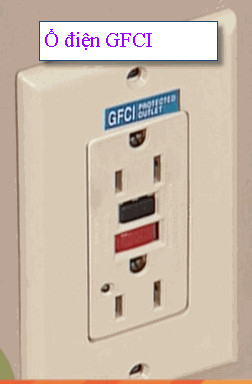 Ổ điện GFCI
GFCI PROTECTED
OUTLET